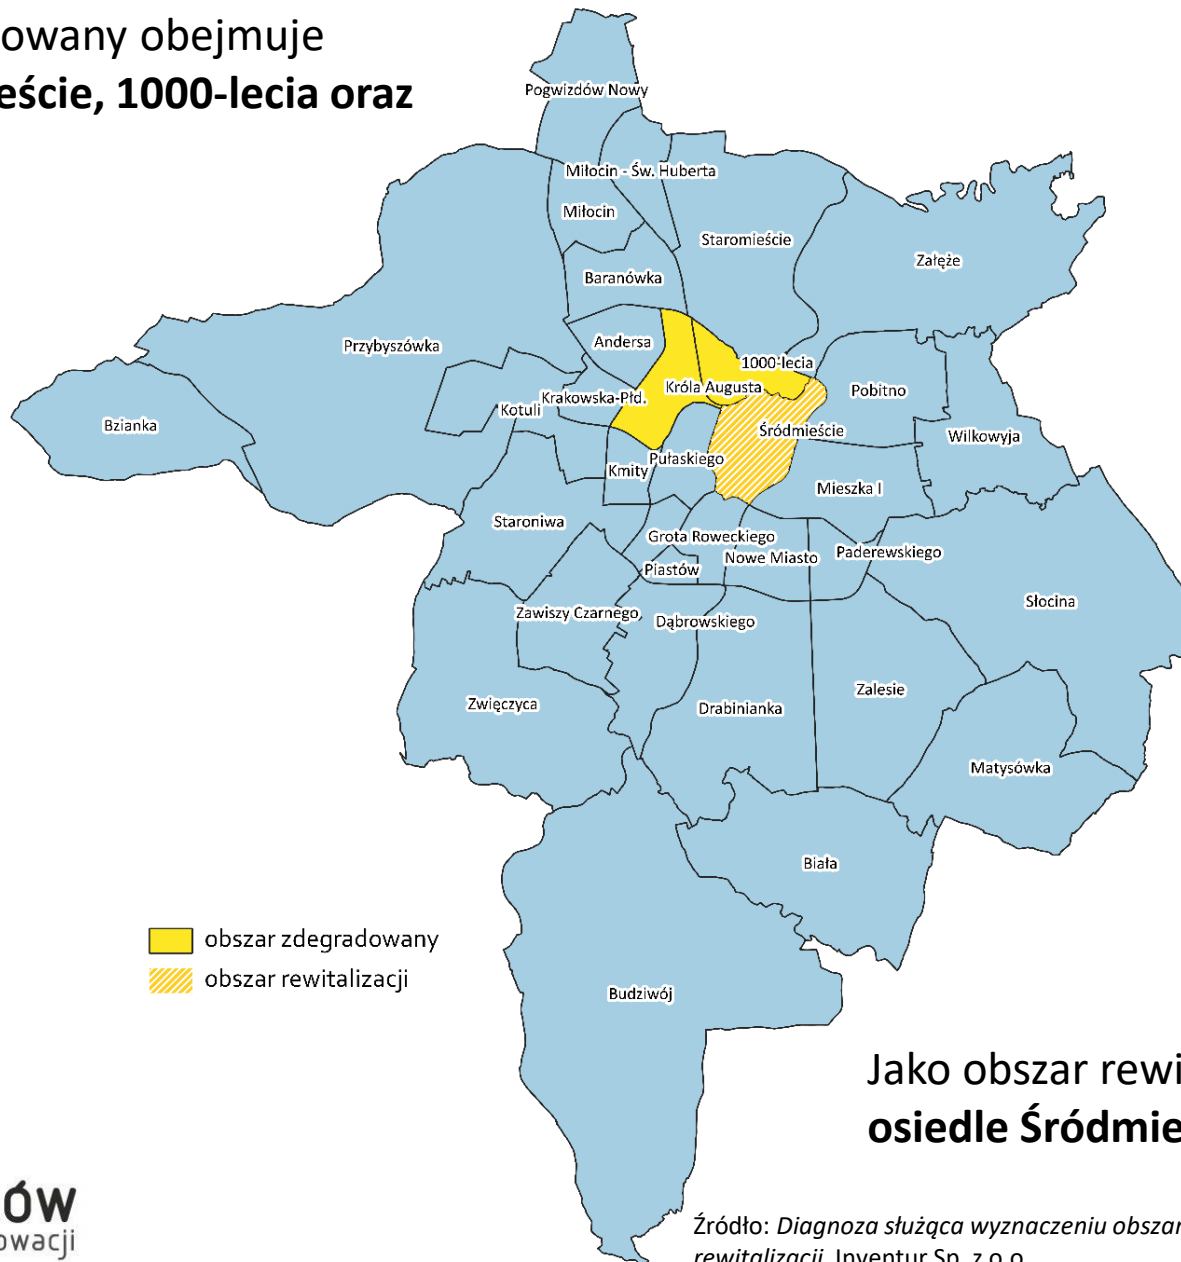 owany obejmuje
eście, 1000-lecia oraz
Pogwizdów Nowy
Miłocin - Św. Huberta
Miłocin
Staromieście
Załęże
Baranówka
Andersa
Przybyszówka
1000-lecia
Króla Augusta
Pobitno
Krakowska-Płd.
Kotuli
Bzianka
Śródmieście
Wilkowyja
Pułaskiego
Kmity
Mieszka I
Staroniwa
Grota Roweckiego
Nowe Miasto
Paderewskiego
Piastów
Słocina
Zawiszy Czarnego
Dąbrowskiego
Zalesie
Zwięczyca
Drabinianka
Matysówka
Biała
obszar zdegradowany
obszar rewitalizacji
Budziwój
Jako obszar rewi
osiedle Śródmie
ÓW
owacji
Źródło: Diagnoza służąca wyznaczeniu obszar
rewitalizacji, Inventur Sp. z o.o.